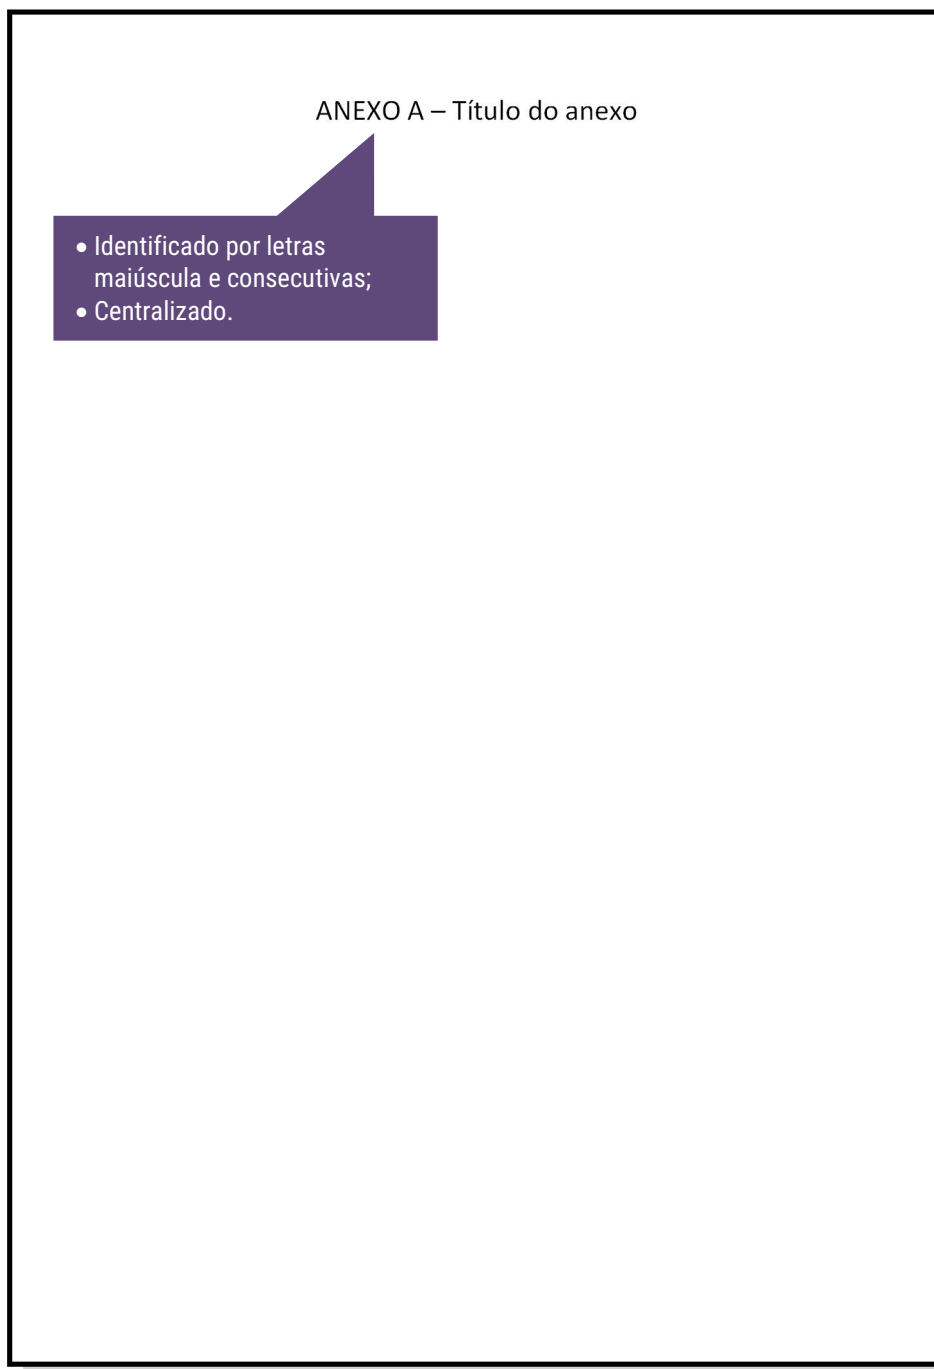 ANEXO A – Título do anexo
• Identificado por letras
maiúscula e consecutivas;
• Centralizado.